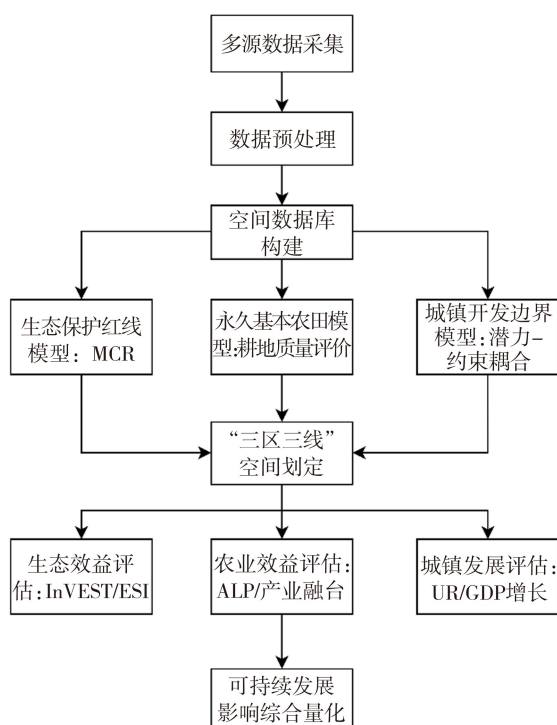 多源数据采集
数据预处理
空间数据库
构建
生态保护红线
模型：MCR
永久基本农田模
型:耕地质量评价
城镇开发边界
模型:潜力-
约束耦合
“三区三线”
空间划定
生态效益评
估:InVEST/ESI
农业效益评估:
ALP/产业融台
城镇发展评估:
UR/GDP增长
可持续发展
影响综合量化